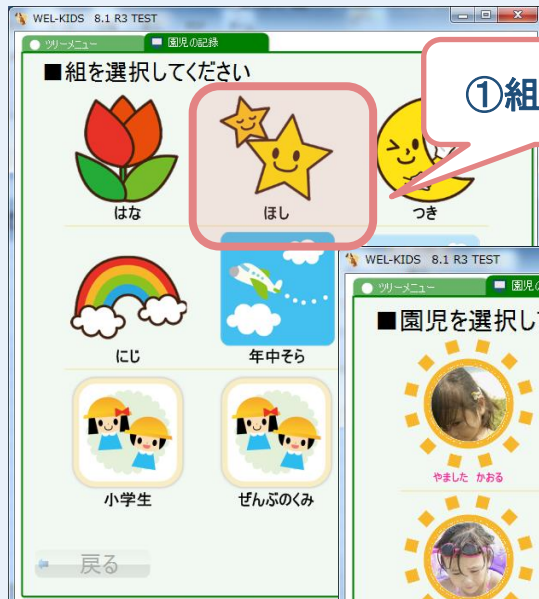 WEL-KIDS 8.1 R3 TEST
ツリーメニュー 園児の記録
■組を選択してください
①組
はな ほし つき
WEL-KIDS 8.1 R3 TEST
ツリーメニュー 園児の
■園児を選択し
にじ 年中そら
やました かおる
小学生 ぜんぶのくみ
戻る